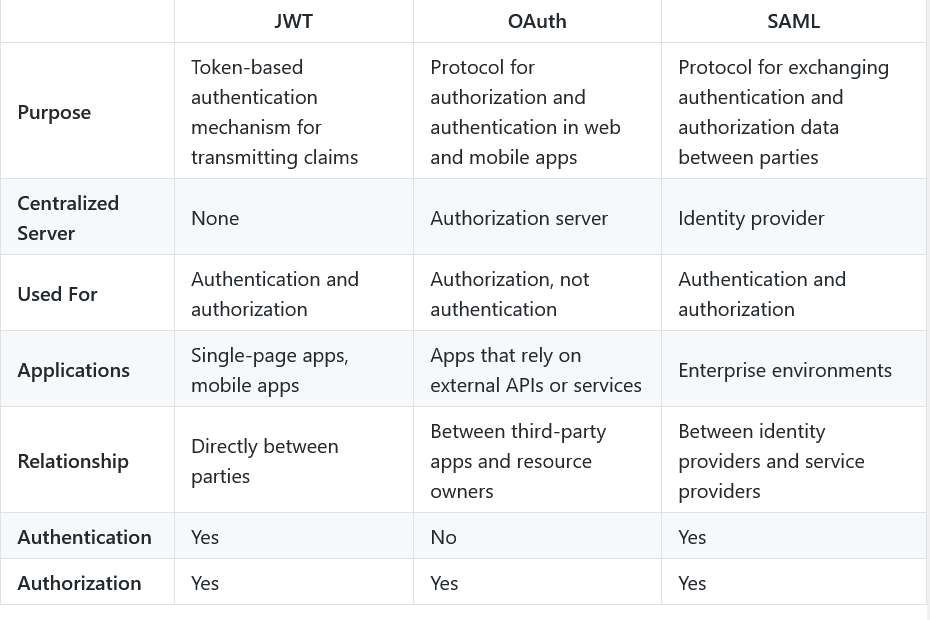 JWT OAuth SAML
Purpose
Token-based
authentication
mechanism for
transmitting claims
Protocol for
authorization and
authentication in web
and mobile apps
Protocol for exchanging
authentication and
authorization data
between parties
Centralized
Server
None
Authorization server
Identity provider
Used For
Authentication and
authorization
Authorization, not
authentication
Authentication and
authorization
Applications
Single-page apps,
mobile apps
Apps that rely on
external APIs or services
Enterprise environments
Relationship
Directly between
parties
Between third-party
apps and resource
owners
Between identity
providers and service
providers
Authentication Yes No Yes
Authorization Yes Yes Yes